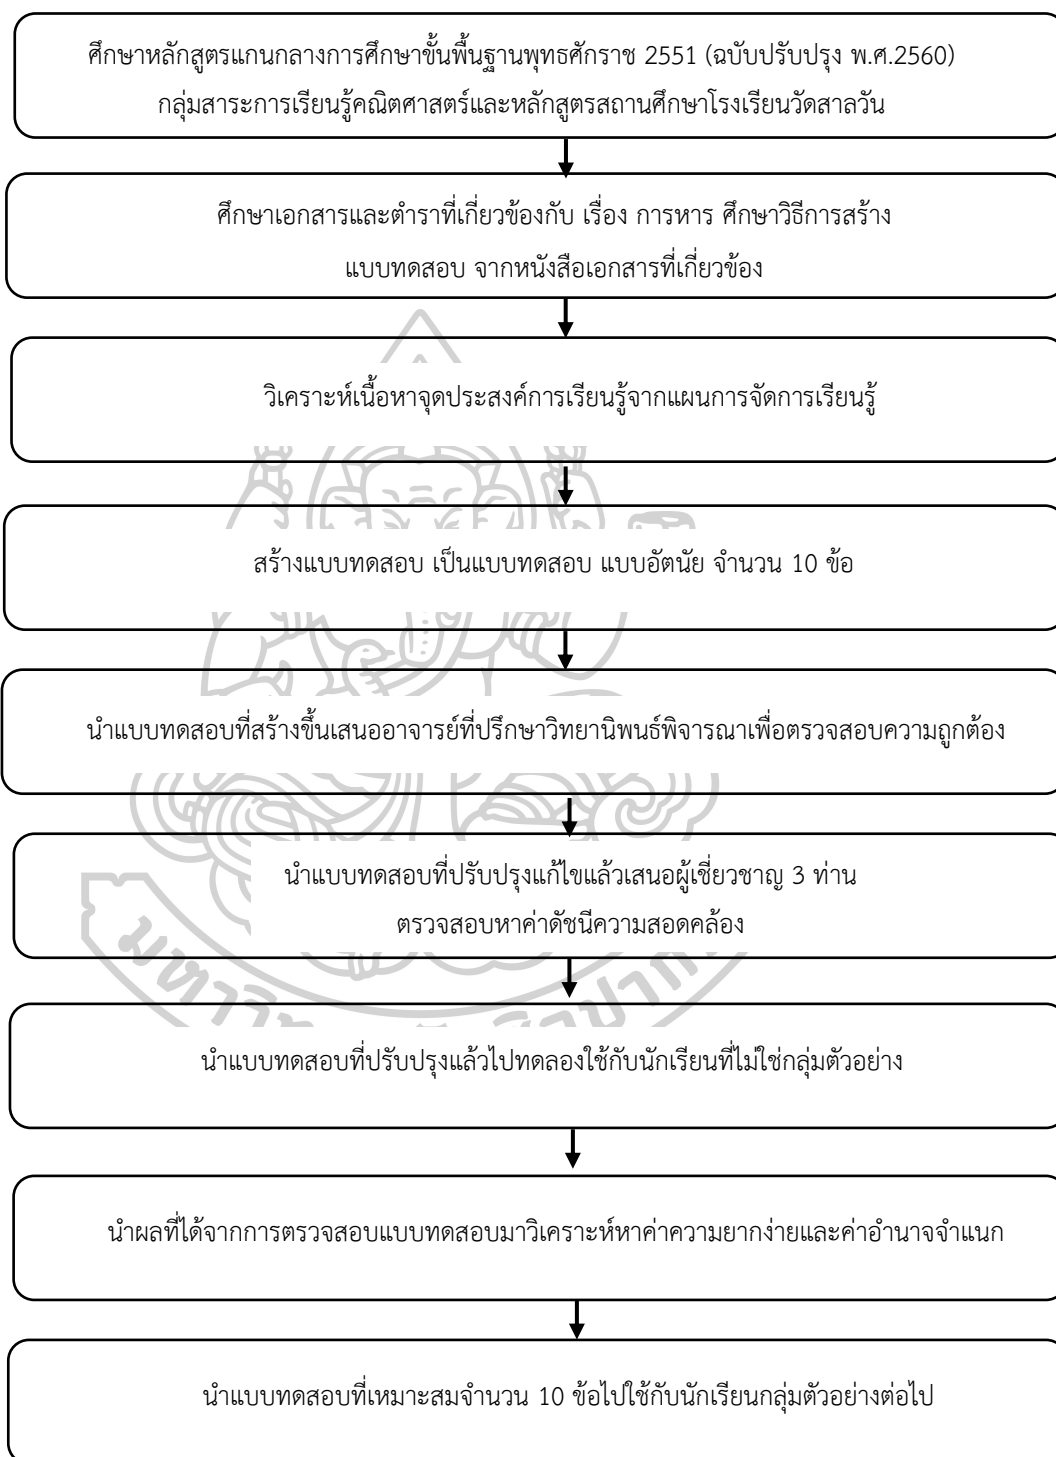 ศึกษาหลักสูตรแกนกลางการศึกษาขั้นพื้นฐานพุทธศักราช 2551 (ฉบับปรับปรุง พ.ศ.2560)
กลุ่มสาระการเรียนรู้คณิตศาสตร์และหลักสูตรสถานศึกษาโรงเรียนวัดสาลวัน
ศึกษาเอกสารและตำราที่เกี่ยวข้องกับ เรื่อง การหาร ศึกษาวิธีการสร้าง
แบบทดสอบ จากหนังสือเอกสารที่เกี่ยวข้อง
วิเคราะห์เนื้อหาจุดประสงค์การเรียนรู้จากแผนการจัดการเรียนรู้
สร้างแบบทดสอบ เป็นแบบทดสอบ แบบอัตนัย จำนวน 10 ข้อ
นำแบบทดสอบที่สร้างขึ้นเสนออาจารย์ที่ปรึกษาวิทยานิพนธ์พิจารณาเพื่อตรวจสอบความถูกต้อง
นำแบบทดสอบที่ปรับปรุงแก้ไขแล้วเสนอผู้เชี่ยวชาญ 3 ท่าน
ตรวจสอบหาค่าดัชนีความสอดคล้อง
นำแบบทดสอบที่ปรับปรุงแล้วไปทดลองใช้กับนักเรียนที่ไม่ใช่กลุ่มตัวอย่าง
นำผลที่ได้จากการตรวจสอบแบบทดสอบมาวิเคราะห์หาค่าความยากง่ายและค่าอำนาจจำแนก
นำแบบทดสอบที่เหมาะสมจำนวน 10 ข้อไปใช้กับนักเรียนกลุ่มตัวอย่างต่อไป